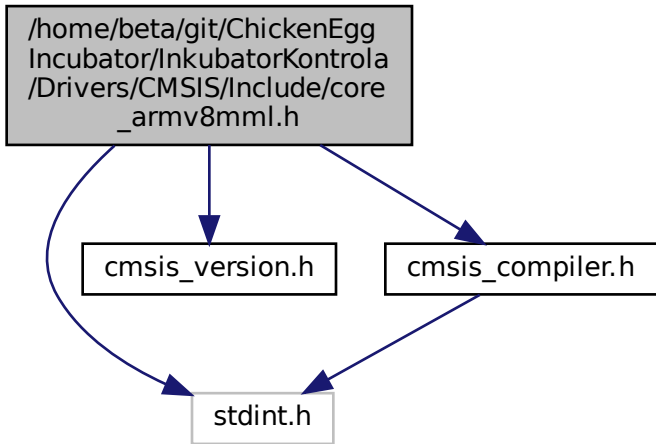 /home/beta/git/ChickenEgg
Incubator/InkubatorKontrola
/Drivers/CMSIS/Include/core
_armv8mml.h
cmsis_version.h
cmsis_compiler.h
stdint.h